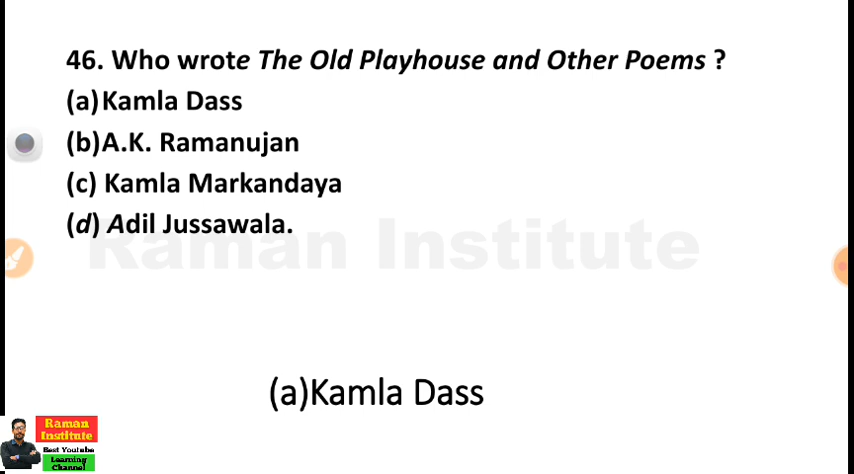 46. Who wrote The Old Playhouse and Other Poems ?
(a)Kamla Dass
(b)A.K. Ramanujan
(c) Kamla Markandaya
(d) Adil Jussawala.
Raman Institute
(a)Kamla Dass
Raman
Institute
Best Youtube
Learning
Channel